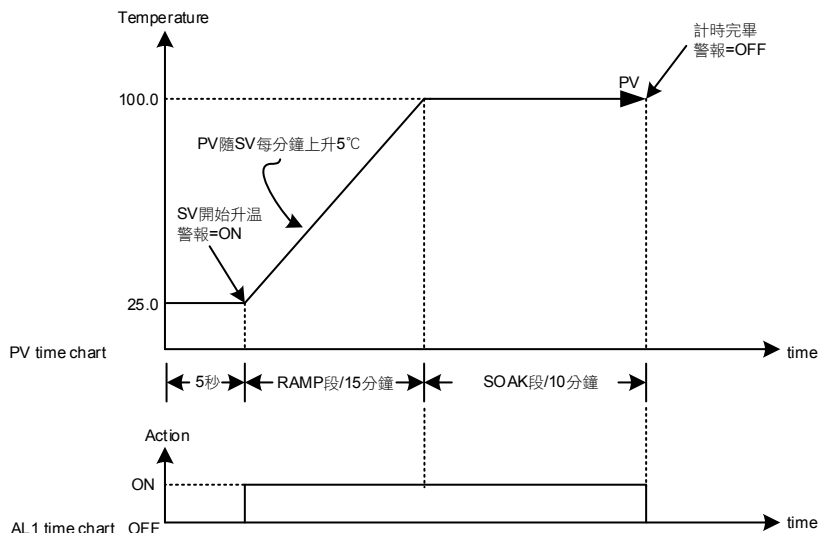 Temperature
計時完畢
警報=OFF
PV
100.0
PV隨SV每分鐘上升5℃
SV開始升温
警報=ON
25.0
PV time chart
time
5秒
RAMP段/15分鐘
SOAK段/10分鐘
Action
ON
AL1 time chart
OFF
time